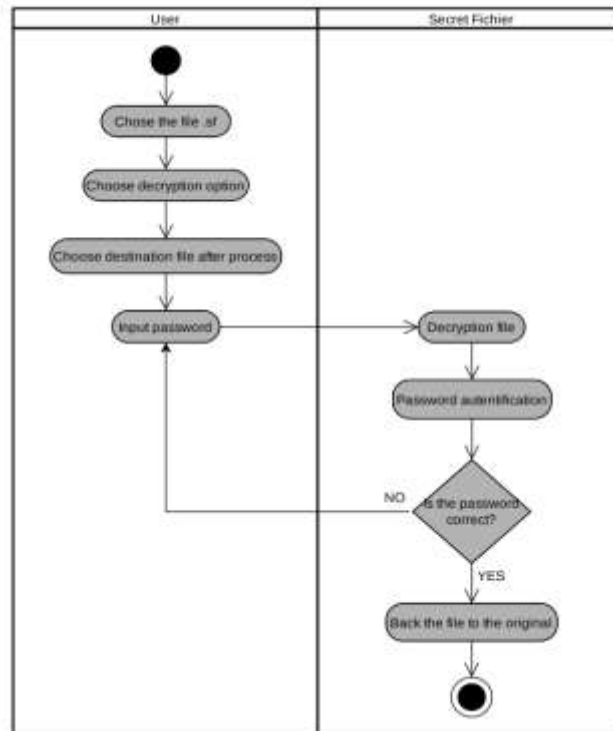 User
Secret Fichier
Chose the file .sf
Choose decryption option
Choose destination file after process
Input password
Decryption file
Password autentification
Is the password
correct?
NO
YES
Back the file to the original